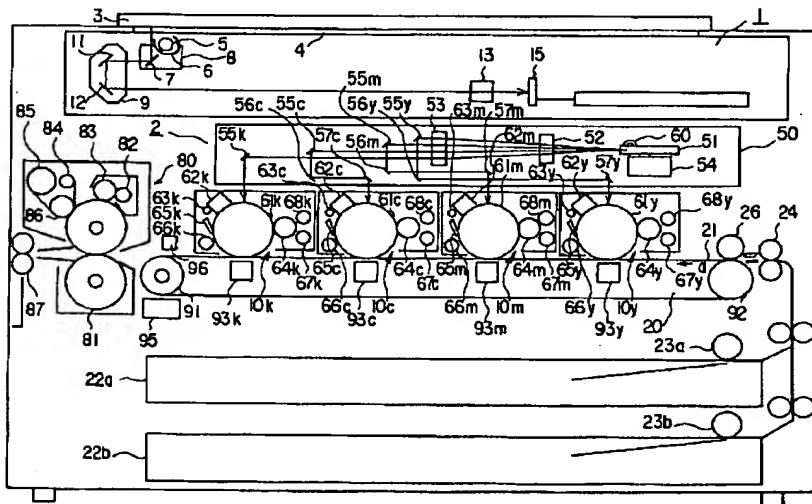 3 4 1
11 5 8 7 6 13 15
12 9 55m
56c 55c 56y 55y 53 63m 57m 52 60 51
2 55k 57c 56m 62m 54 50
85 84 83 82 80 62k 63c 62c 61m 63y 62y 57y
63k 61k 68k 61c 68c 68m 61y 68y
86 65k 66k 21 26 24
87 96 64k 67k 65c 64c 67c 65m 64m 67m 65y 64y 67y d
81 95 91 93k 10k 66c 93c 10c 66m 93m 10m 66y 93y 10y 20 92
23a
22a
23b
22b